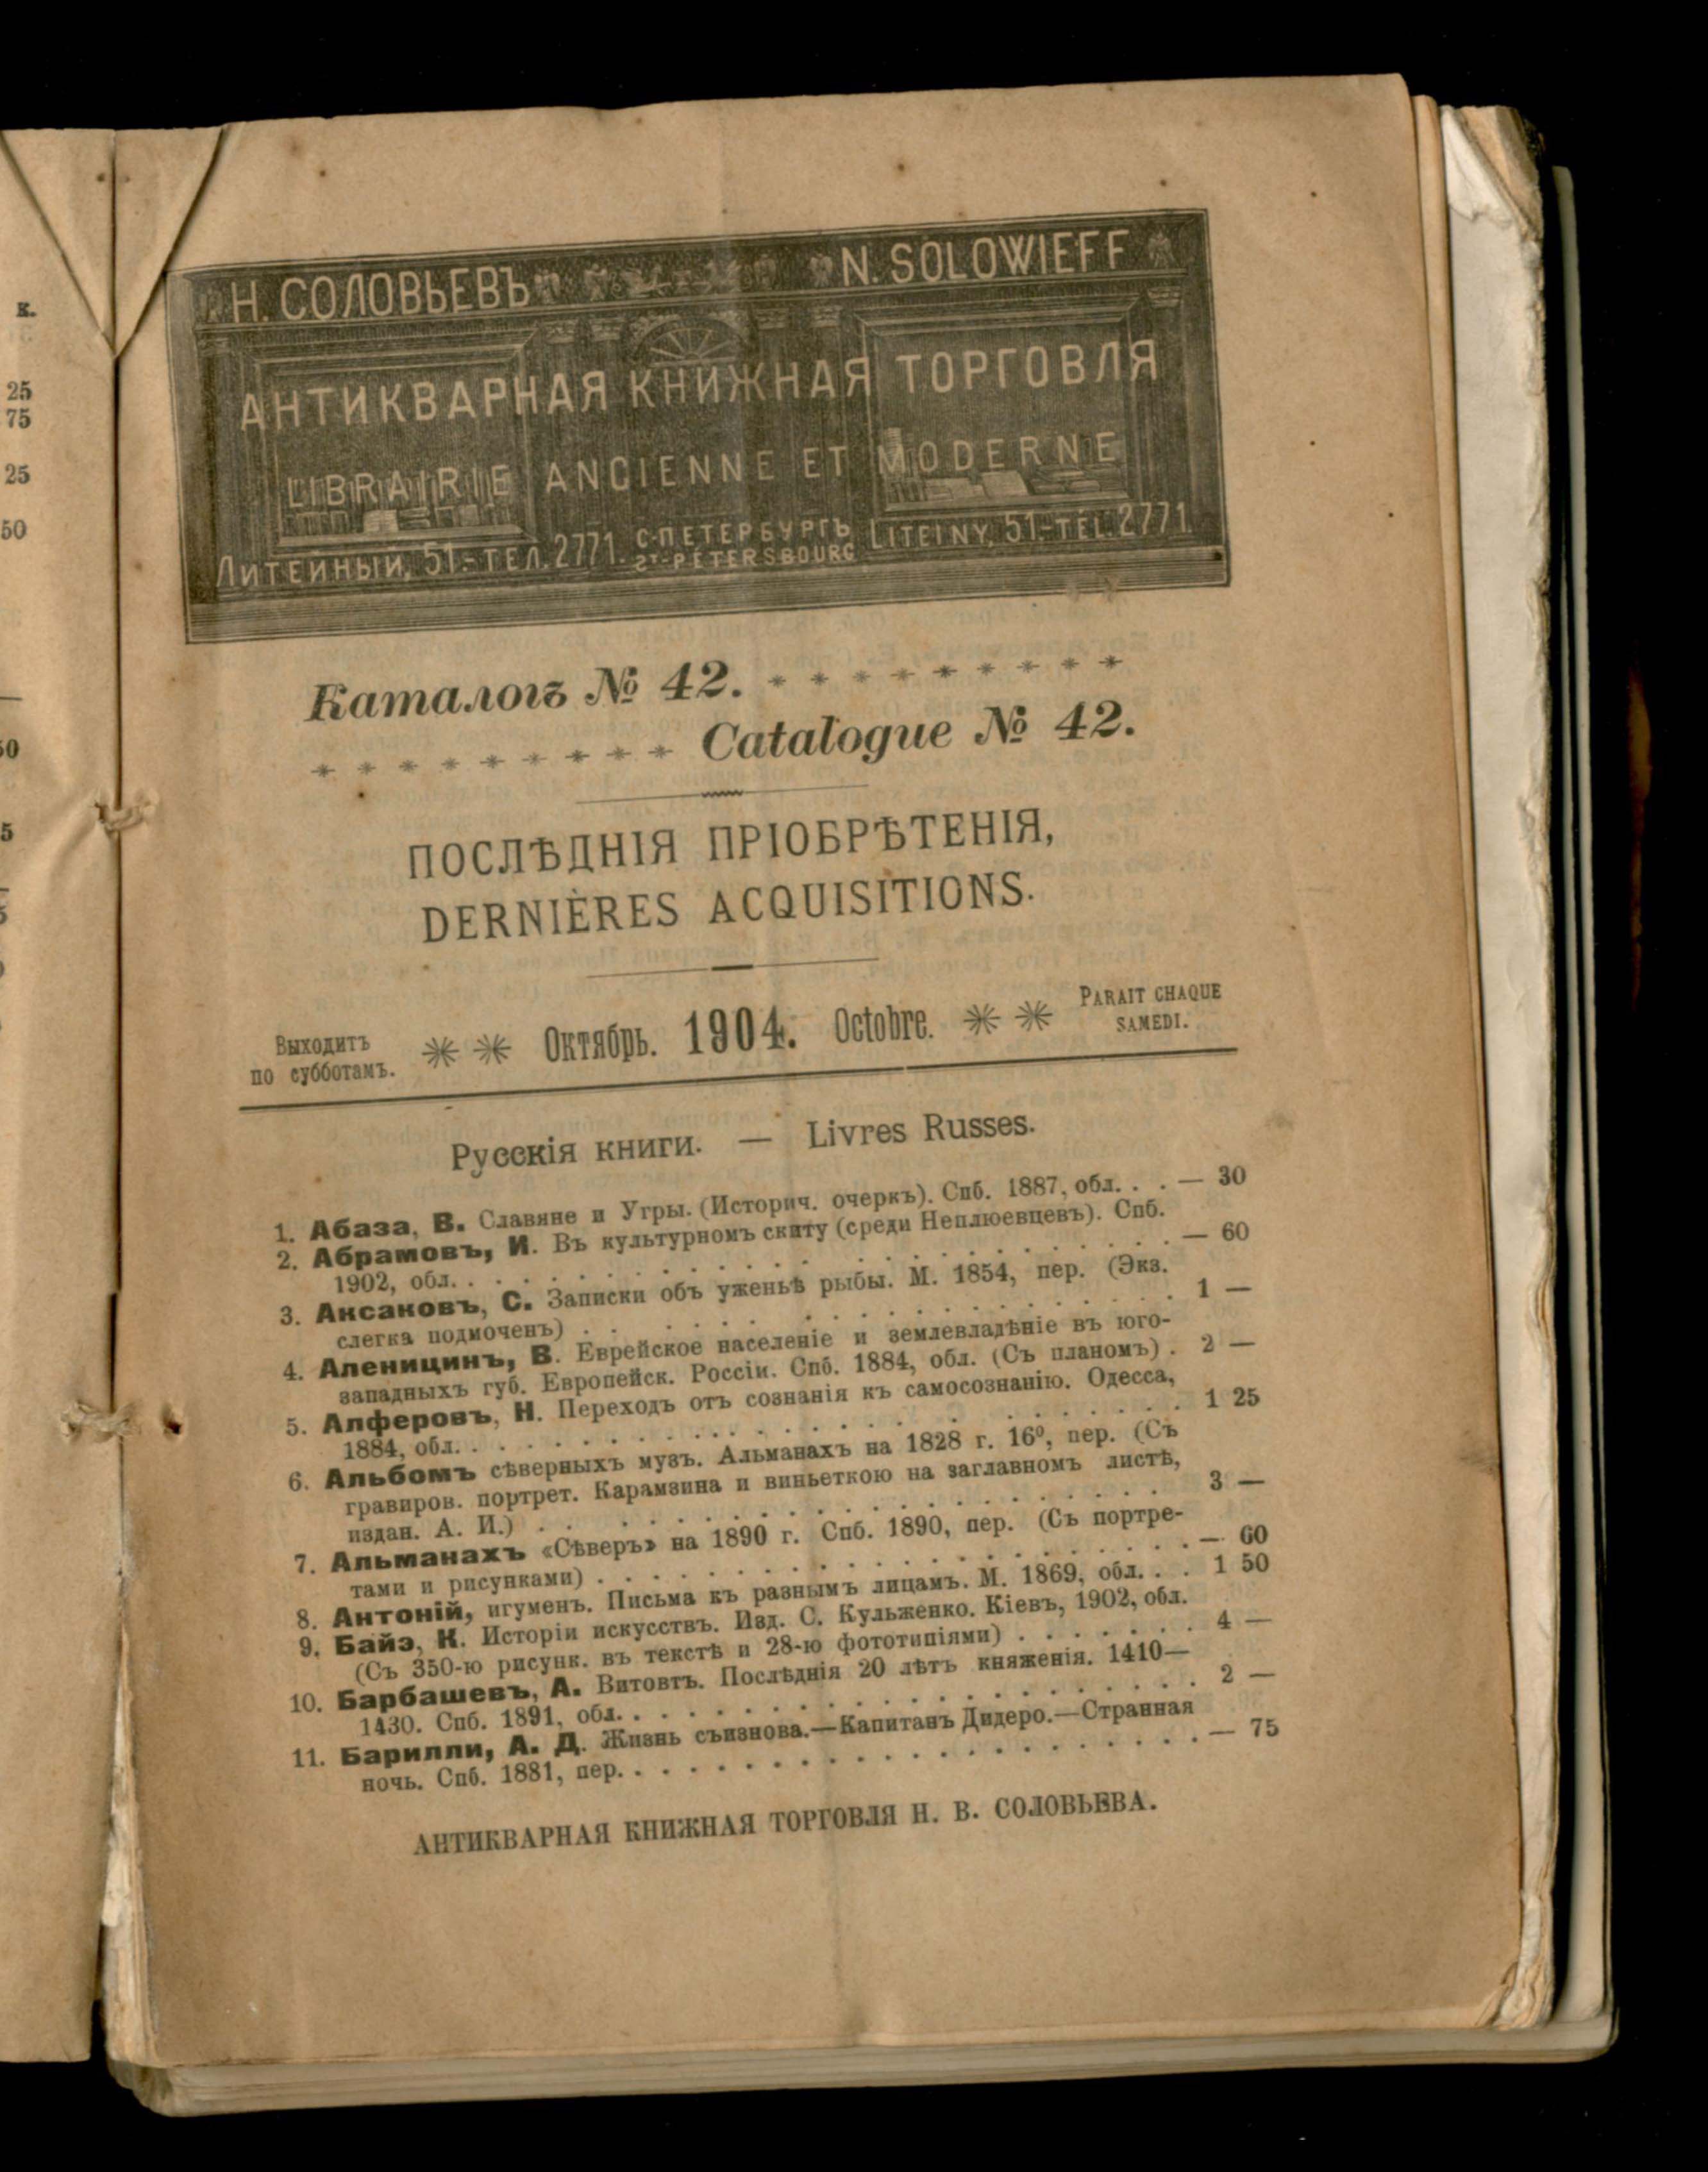 к.
25
75
25
50
50
5
Н. СОЛОВЬЕВЪ N. SOLOWIEFF
АНТИКВАРНАЯ КНИЖНАЯ ТОРГОВЛЯ
LIBRAIRIE ANCIENNE ET MODERNE
ЛИТЕЙНЫЙ, 51.-ТЕЛ. 2771. С-ПЕТЕРБУРГЪ LITEINY, 51.-TÉL. 2771.
ST-PÉTERSBOURG
Каталогъ № 42. * * * * * * * * *
* * * * * * * * * Catalogue № 42.
ПОСЛѢДНІЯ ПРІОБРѢТЕНІЯ,
DERNIÈRES ACQUISITIONS.
Выходитъ
по субботамъ.
* * Октябрь. 1904. Octobre. * *
PARAIT CHAQUE
SAMEDI.
Русскія книги. — Livres Russes.
1. Абаза, В. Славяне и Угры. (Историч. очеркъ). Спб. 1887, обл. . . — 30
2. Абрамовъ, И. Въ культурномъ скиту (среди Неплюевцевъ). Спб.
1902, обл. . . . . . . . . . . . . . . . . . . . — 60
3. Аксаковъ, С. Записки объ уженьѣ рыбы. М. 1854, пер. (Экз.
слегка подмоченъ) . . . . . . . . . . . . . . . . 1 —
4. Аленицинъ, В. Еврейское населеніе и землевладѣніе въ юго-
западныхъ губ. Европейск. Россіи. Спб. 1884, обл. (Съ планомъ) . 2 —
5. Алферовъ, Н. Переходъ отъ сознанія къ самосознанію. Одесса,
1884, обл. . . . . . . . . . . . . . . . . . . . 1 25
6. Альбомъ сѣверныхъ музъ. Альманахъ на 1828 г. 16⁰, пер. (Съ
гравиров. портрет. Карамзина и виньеткою на заглавномъ листѣ,
издан. А. И.) . . . . . . . . . . . . . . . . . 3 —
7. Альманахъ «Сѣверъ» на 1890 г. Спб. 1890, пер. (Съ портре-
тами и рисунками) . . . . . . . . . . . . . . . . — 60
8. Антоній, игуменъ. Письма къ разнымъ лицамъ. М. 1869, обл. . . 1 50
9. Байэ, К. Исторіи искусствъ. Изд. С. Кульженко. Кіевъ, 1902, обл.
(Съ 350-ю рисунк. въ текстѣ и 28-ю фототипіями) . . . . . . . 4 —
10. Барбашевъ, А. Витовтъ. Послѣднія 20 лѣтъ княженія. 1410—
1430. Спб. 1891, обл. . . . . . . . . . . . . . . . 2 —
11. Барилли, А. Д. Жизнь съизнова.—Капитанъ Дидеро.—Странная
ночь. Спб. 1881, пер. . . . . . . . . . . . . . . . — 75
АНТИКВАРНАЯ КНИЖНАЯ ТОРГОВЛЯ Н. В. СОЛОВЬЕВА.